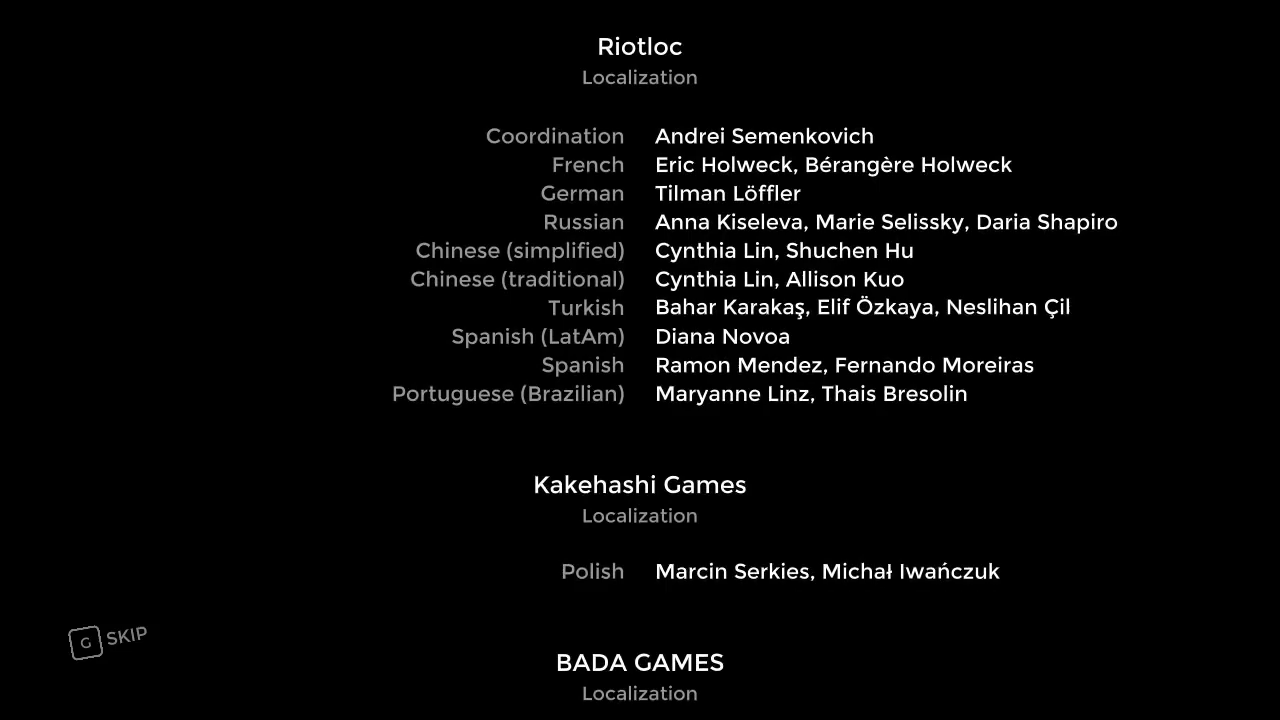 Riotloc
Localization
Coordination Andrei Semenkovich
French Eric Holweck, Bérangère Holweck
German Tilman Löffler
Russian Anna Kiseleva, Marie Selissky, Daria Shapiro
Chinese (simplified) Cynthia Lin, Shuchen Hu
Chinese (traditional) Cynthia Lin, Allison Kuo
Turkish Bahar Karakaş, Elif Özkaya, Neslihan Çil
Spanish (LatAm) Diana Novoa
Spanish Ramon Mendez, Fernando Moreiras
Portuguese (Brazilian) Maryanne Linz, Thais Bresolin
Kakehashi Games
Localization
Polish Marcin Serkies, Michał Iwańczuk
G SKIP
BADA GAMES
Localization